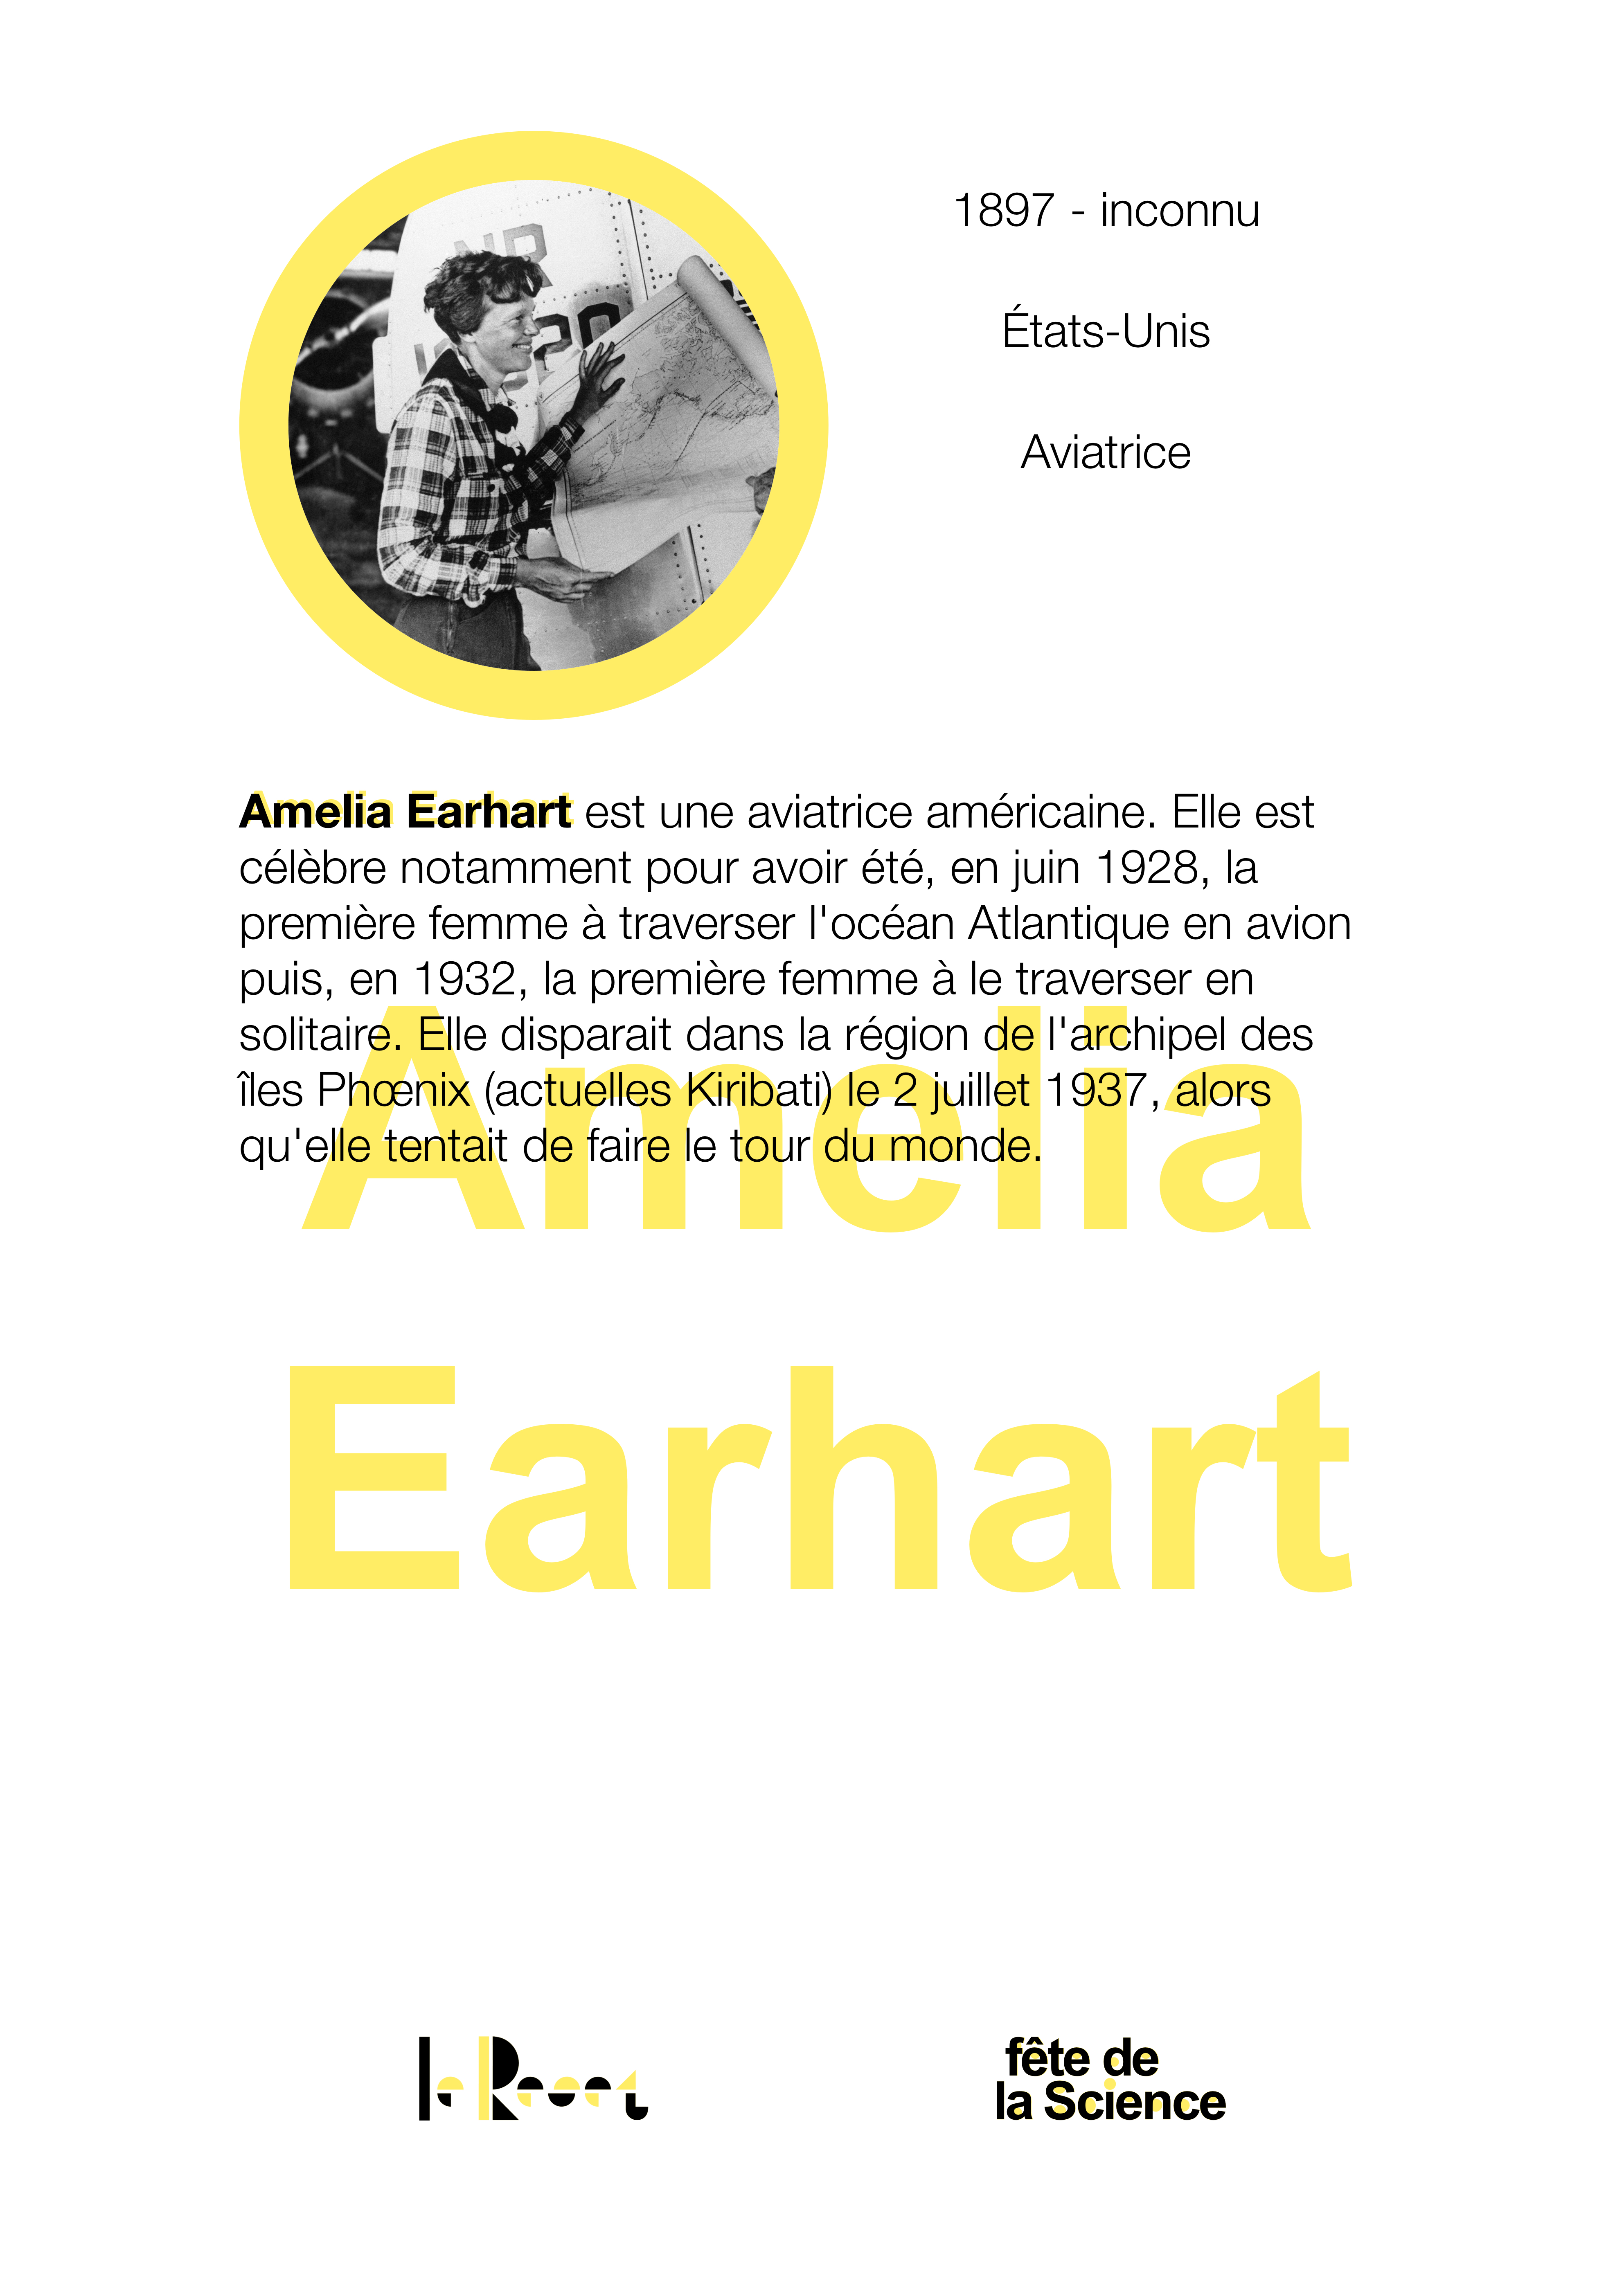 NR
1897 - inconnu
États-Unis
Aviatrice
Amelia Earhart est une aviatrice américaine. Elle est
célèbre notamment pour avoir été, en juin 1928, la
première femme à traverser l'océan Atlantique en avion
puis, en 1932, la première femme à le traverser en
solitaire. Elle disparait dans la région de l'archipel des
îles Phœnix (actuelles Kiribati) le 2 juillet 1937, alors
qu'elle tentait de faire le tour du monde.
Amelia
Earhart
le Reset
fête de
la Science